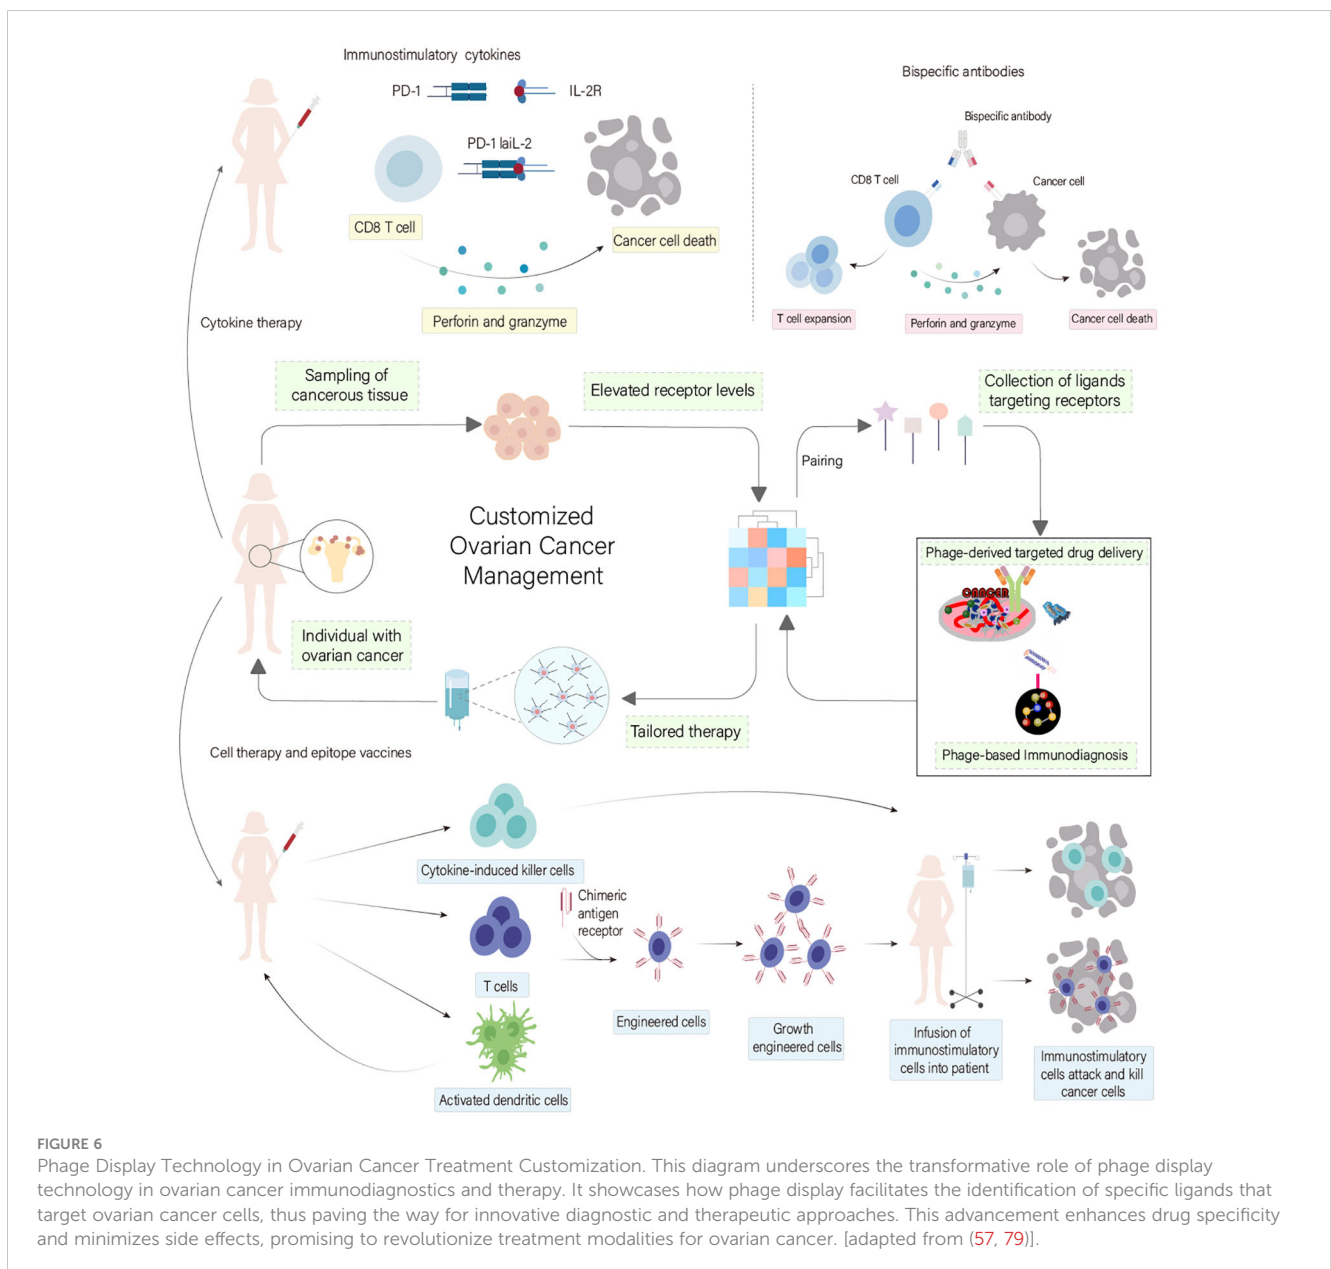 Immunostimulatory cytokines
PD-1
IL-2R
PD-1 laiL-2
CD8 T cell
Cancer cell death
Perforin and granzyme
Cytokine therapy
Bispecific antibodies
Bispecific antibody
CD8 T cell
Cancer cell
T cell expansion
Perforin and granzyme
Cancer cell death
Sampling of
cancerous tissue
Elevated receptor levels
Collection of ligands
targeting receptors
Pairing
Customized
Ovarian Cancer
Management
Phage-derived targeted drug delivery
CANCER
Individual with
ovarian cancer
Tailored therapy
Phage-based Immunodiagnosis
Cell therapy and epitope vaccines
Cytokine-induced killer cells
Chimeric
antigen
receptor
T cells
Engineered cells
Growth
engineered cells
Infusion of
immunostimulatory
cells into patient
Immunostimulatory
cells attack and kill
cancer cells
Activated dendritic cells
FIGURE 6
Phage Display Technology in Ovarian Cancer Treatment Customization. This diagram underscores the transformative role of phage display
technology in ovarian cancer immunodiagnostics and therapy. It showcases how phage display facilitates the identification of specific ligands that
target ovarian cancer cells, thus paving the way for innovative diagnostic and therapeutic approaches. This advancement enhances drug specificity
and minimizes side effects, promising to revolutionize treatment modalities for ovarian cancer. [adapted from (57, 79)].